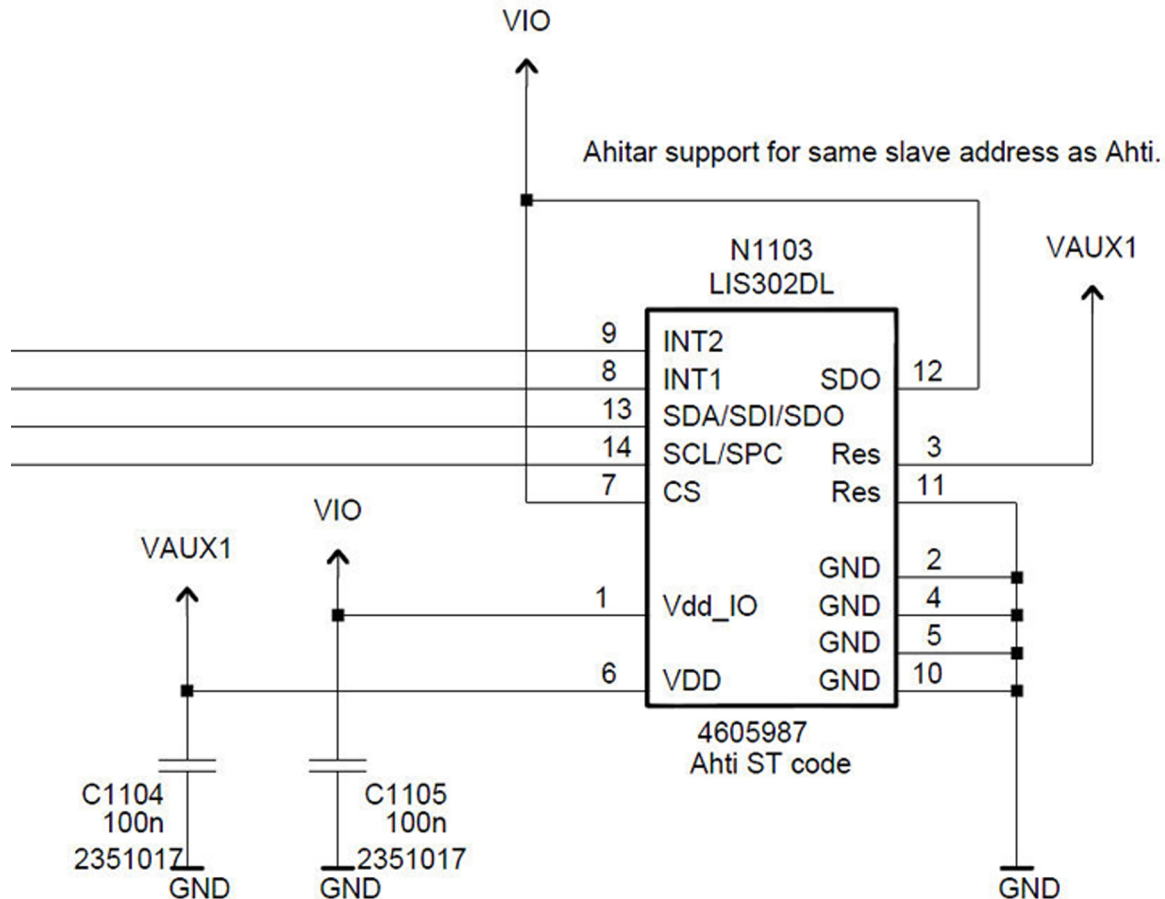 VIO
Ahitar support for same slave address as Ahti.
N1103
LIS302DL
VAUX1
9 INT2
8 INT1 SDO 12
13 SDA/SDI/SDO
14 SCL/SPC Res 3
7 CS Res 11
VIO
VAUX1
GND 2
1 Vdd_IO GND 4
GND 5
6 VDD GND 10
4605987
Ahti ST code
C1104
100n
2351017
GND
C1105
100n
2351017
GND
GND